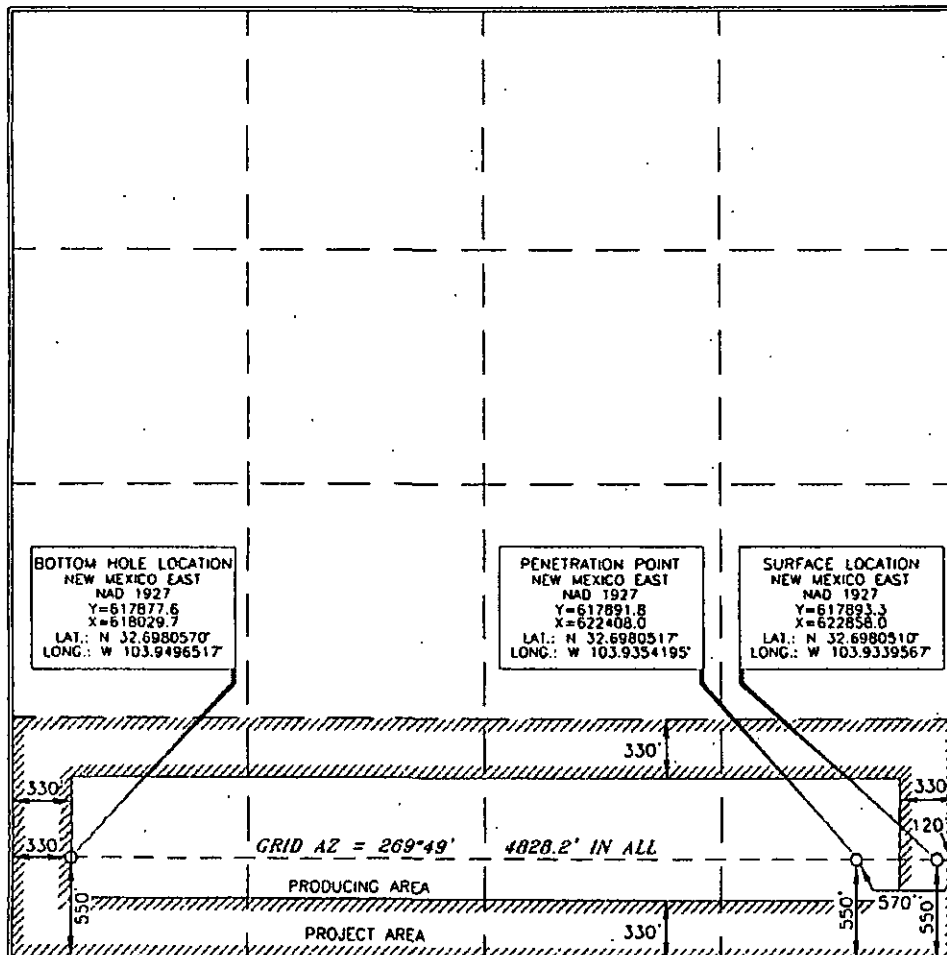 BOTTOM HOLE LOCATION
NEW MEXICO EAST
NAD 1927
Y=617877.6
X=618029.7
LAT.: N 32.6980570°
LONG.: W 103.9496517°
PENETRATION POINT
NEW MEXICO EAST
NAD 1927
Y=617891.8
X=622408.0
LAT.: N 32.6980517°
LONG.: W 103.9354195°
SURFACE LOCATION
NEW MEXICO EAST
NAD 1927
Y=617893.3
X=622858.0
LAT.: N 32.6980510°
LONG.: W 103.9339567°
330'
330'
330'
120'
330'
GRID AZ = 269°49' 4828.2' IN ALL
PRODUCING AREA
570'
550'
550'
550'
PROJECT AREA
330'